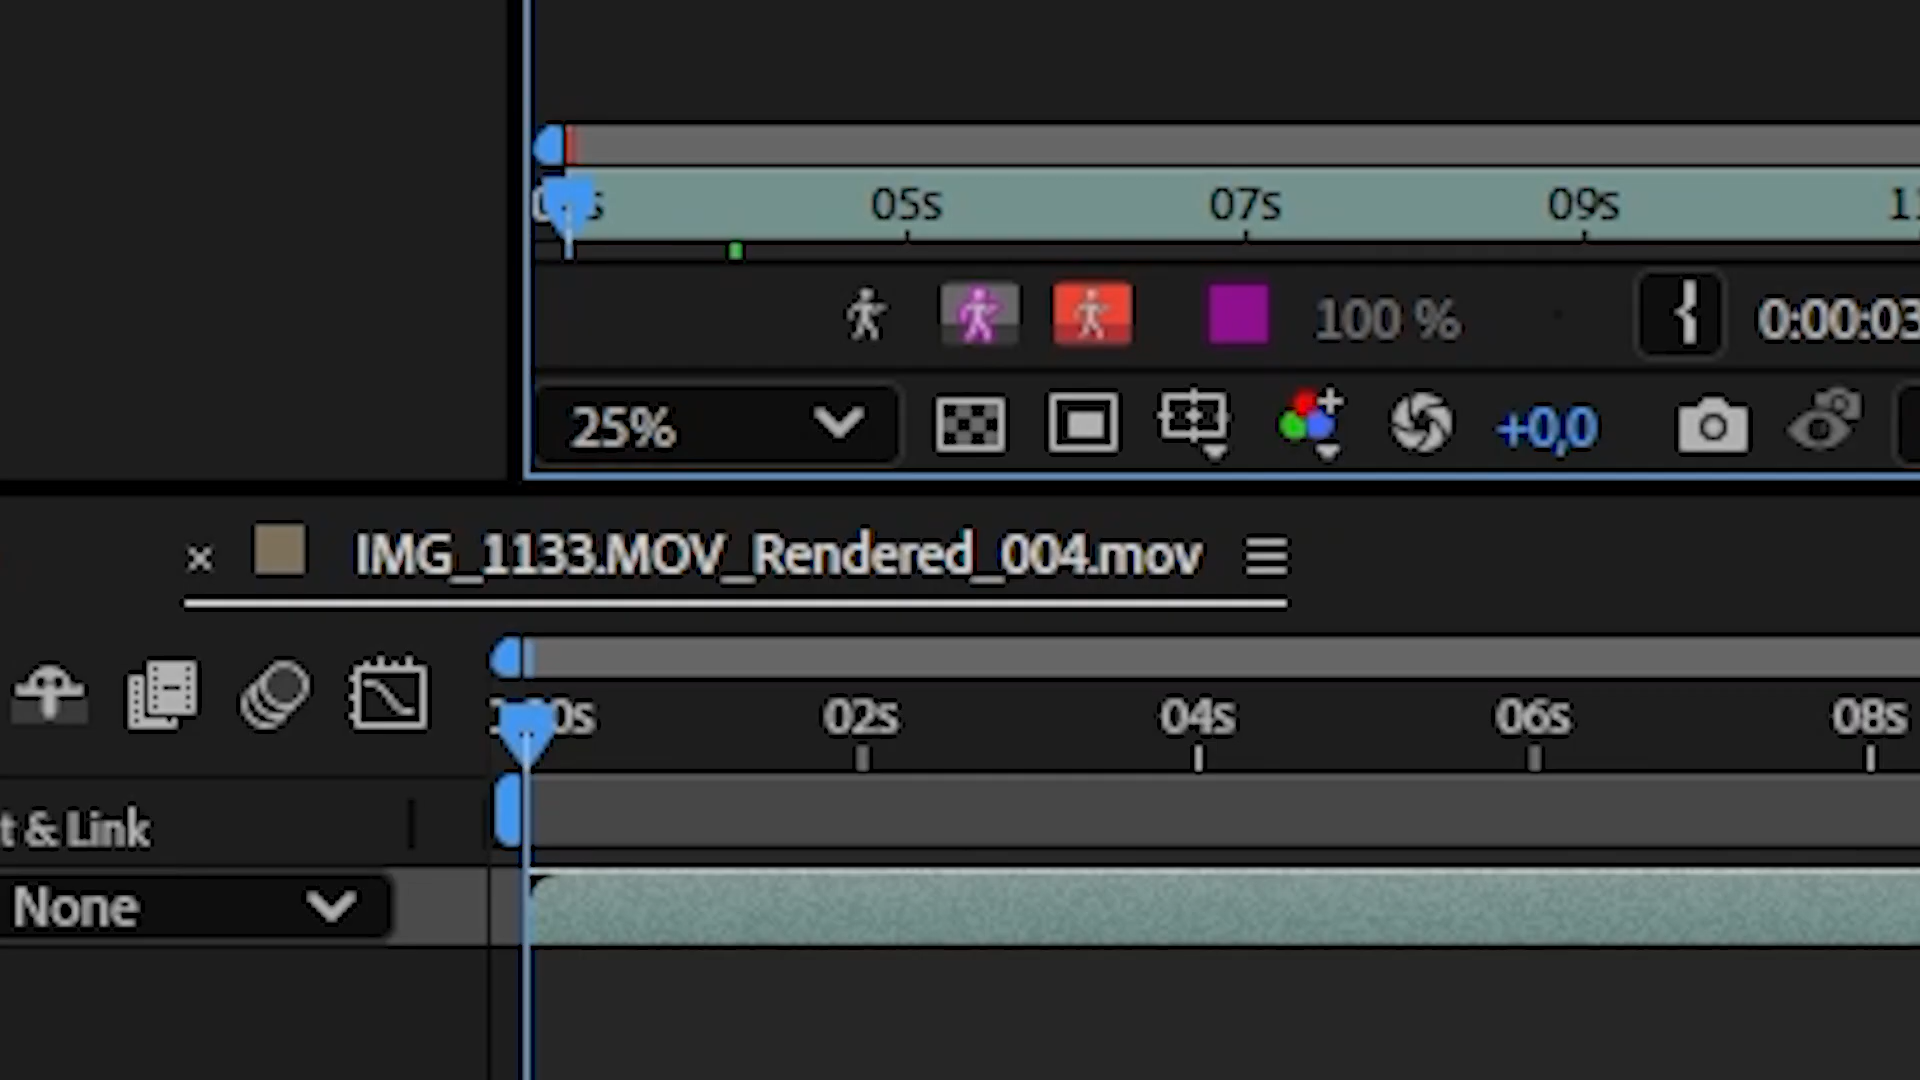 05s 07s 09s
100 % 0:00:03
25% +0,0
IMG_1133.MOV_Rendered_004.mov
02s 04s 06s 08s
t & Link
None